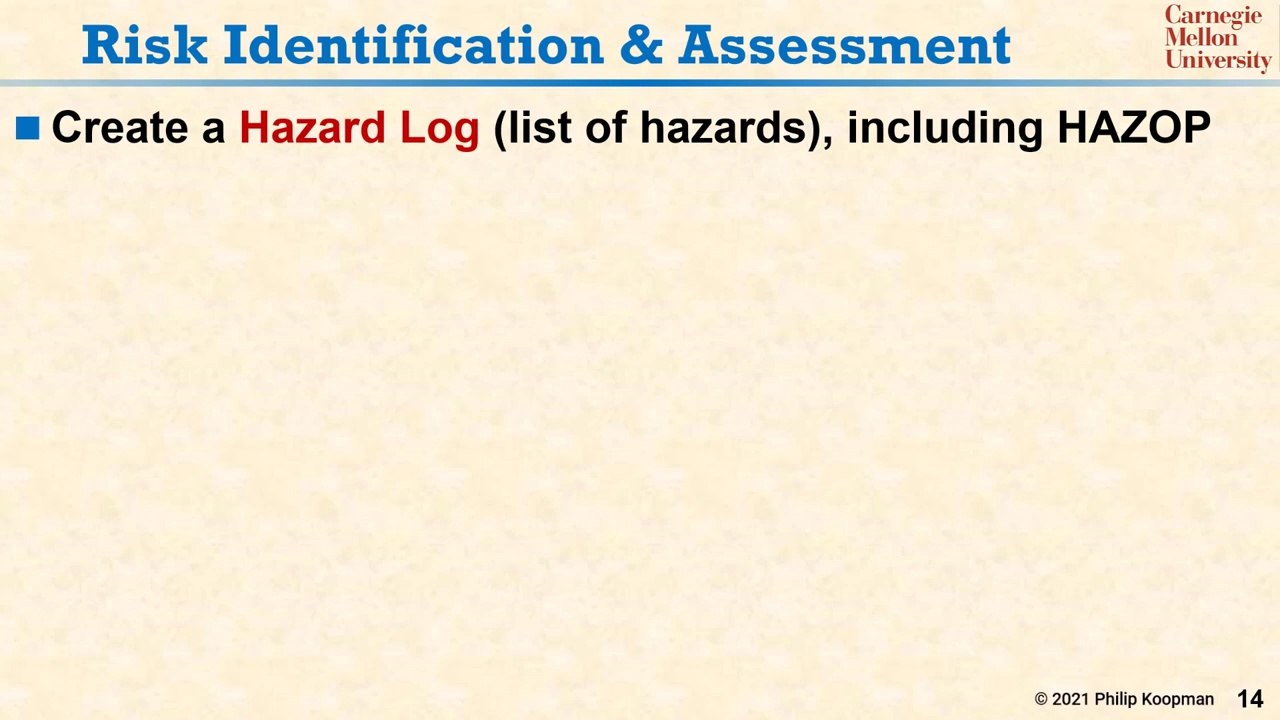 Risk Identification & Assessment
Carnegie
Mellon
University
Create a Hazard Log (list of hazards), including HAZOP
© 2021 Philip Koopman 14